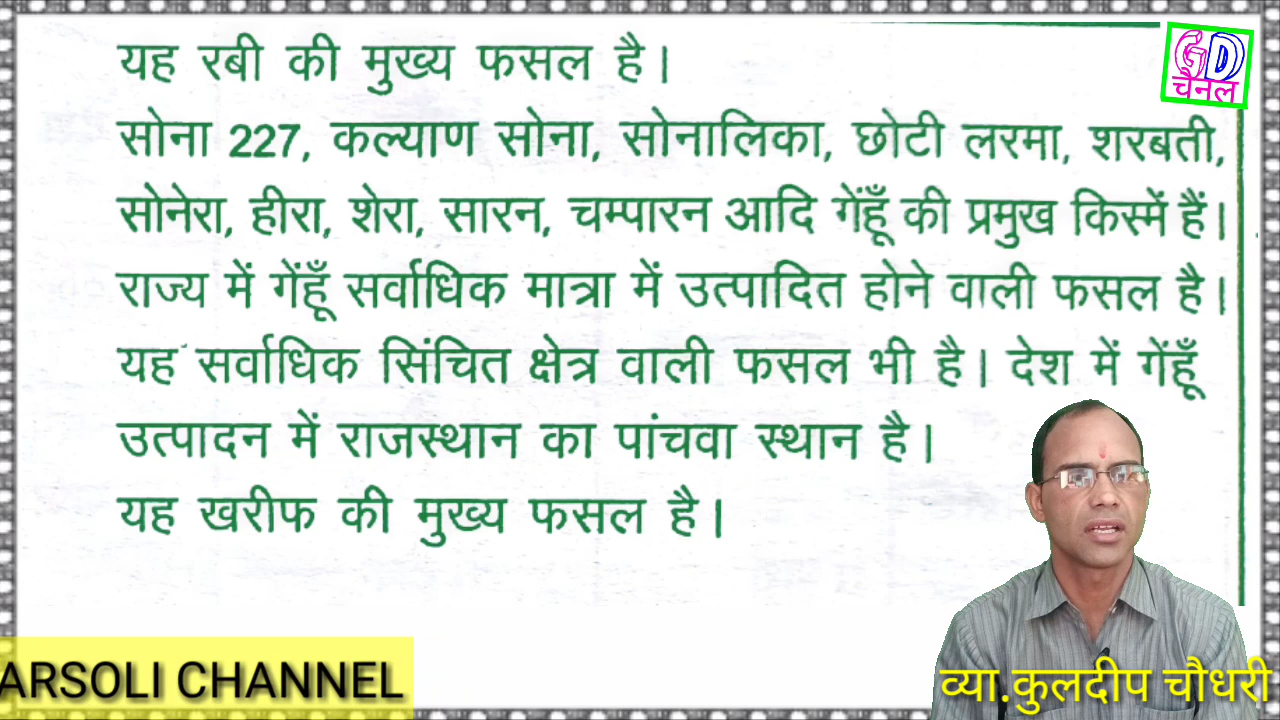 यह रबी की मुख्य फसल है।
सोना 227, कल्याण सोना, सोनालिका, छोटी लरमा, शरबती,
सोनेरा, हीरा, शेरा, सारन, चम्पारन आदि गेंहूँ की प्रमुख किस्में हैं।
राज्य में गेंहूँ सर्वाधिक मात्रा में उत्पादित होने वाली फसल है।
यह सर्वाधिक सिंचित क्षेत्र वाली फसल भी है। देश में गेंहूँ
उत्पादन में राजस्थान का पांचवा स्थान है।
यह खरीफ की मुख्य फसल है।
GD
चैनल
ARSOLI CHANNEL
व्या.कुलदीप चौधरी